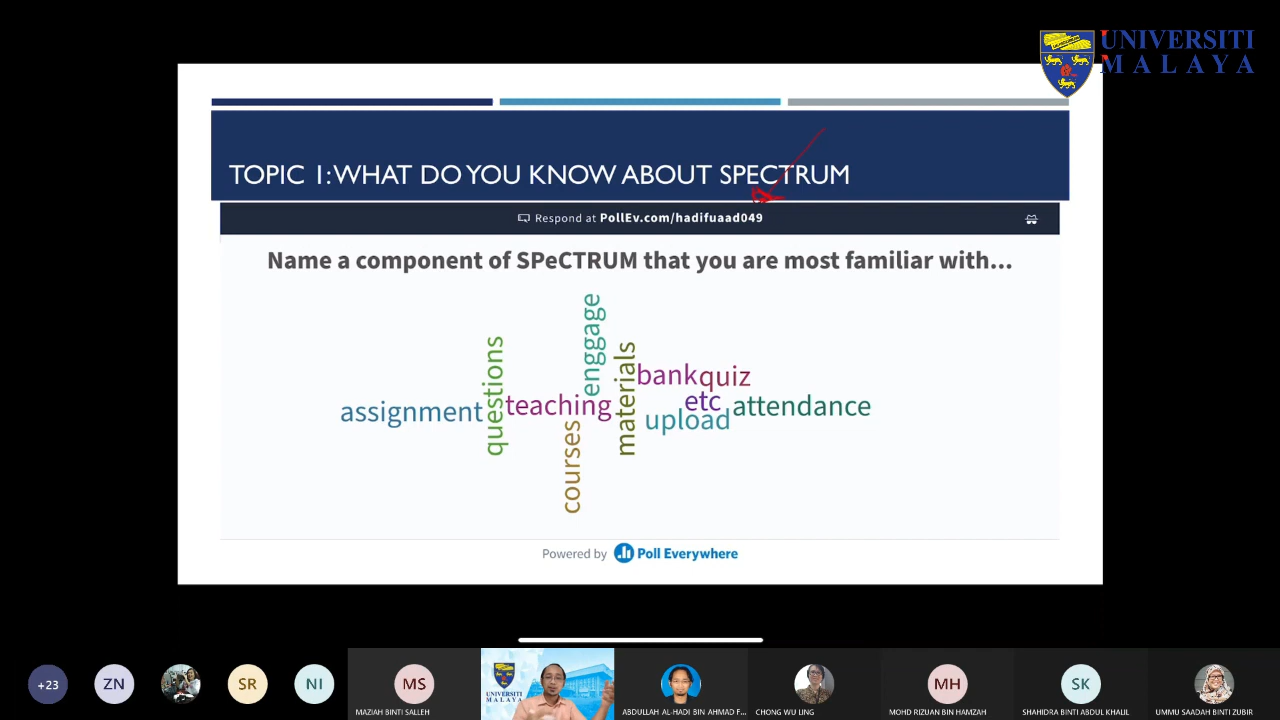 UNIVERSITI
MALAYA
TOPIC 1: WHAT DO YOU KNOW ABOUT SPECTRUM
Respond at PollEv.com/hadifuaad049
Name a component of SPeCTRUM that you are most familiar with...
enggage
questions
materials
bank quiz
assignment
teaching
etc
attendance
upload
courses
Powered by Poll Everywhere
+23
ZN
SR
NI
MS
MAZIAH BINTI SALLEH
UNIVERSITI
MALAYA
ABDULLAH AL-HADI BIN AHMAD F...
CHONG WU LING
MH
MOHD RIZUAN BIN HAMZAH
SK
SHAHIDRA BINTI ABDUL KHALIL
UMMU SAADAH BINTI ZUBIR